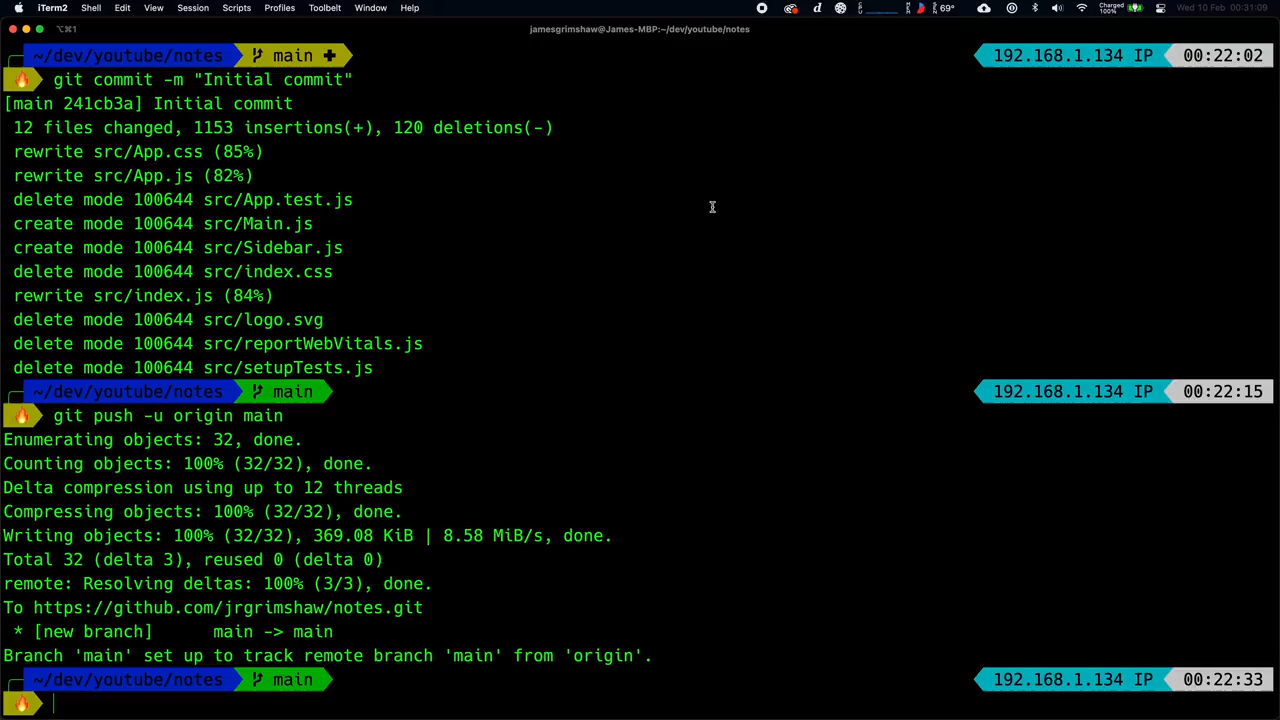 iTerm2 Shell Edit View Session Scripts Profiles Toolbelt Window Help 69° Charged 100% Wed 10 Feb 00:31:09
⌥⌘1 jamesgrimshaw@James-MBP:~/dev/youtube/notes
~/dev/youtube/notes main ✚ 192.168.1.134 IP 00:22:02
git commit -m "Initial commit"
[main 241cb3a] Initial commit
12 files changed, 1153 insertions(+), 120 deletions(-)
rewrite src/App.css (85%)
rewrite src/App.js (82%)
delete mode 100644 src/App.test.js
create mode 100644 src/Main.js
create mode 100644 src/Sidebar.js
delete mode 100644 src/index.css
rewrite src/index.js (84%)
delete mode 100644 src/logo.svg
delete mode 100644 src/reportWebVitals.js
delete mode 100644 src/setupTests.js
~/dev/youtube/notes main 192.168.1.134 IP 00:22:15
git push -u origin main
Enumerating objects: 32, done.
Counting objects: 100% (32/32), done.
Delta compression using up to 12 threads
Compressing objects: 100% (32/32), done.
Writing objects: 100% (32/32), 369.08 KiB | 8.58 MiB/s, done.
Total 32 (delta 3), reused 0 (delta 0)
remote: Resolving deltas: 100% (3/3), done.
To https://github.com/jrgrimshaw/notes.git
* [new branch] main -> main
Branch 'main' set up to track remote branch 'main' from 'origin'.
~/dev/youtube/notes main 192.168.1.134 IP 00:22:33